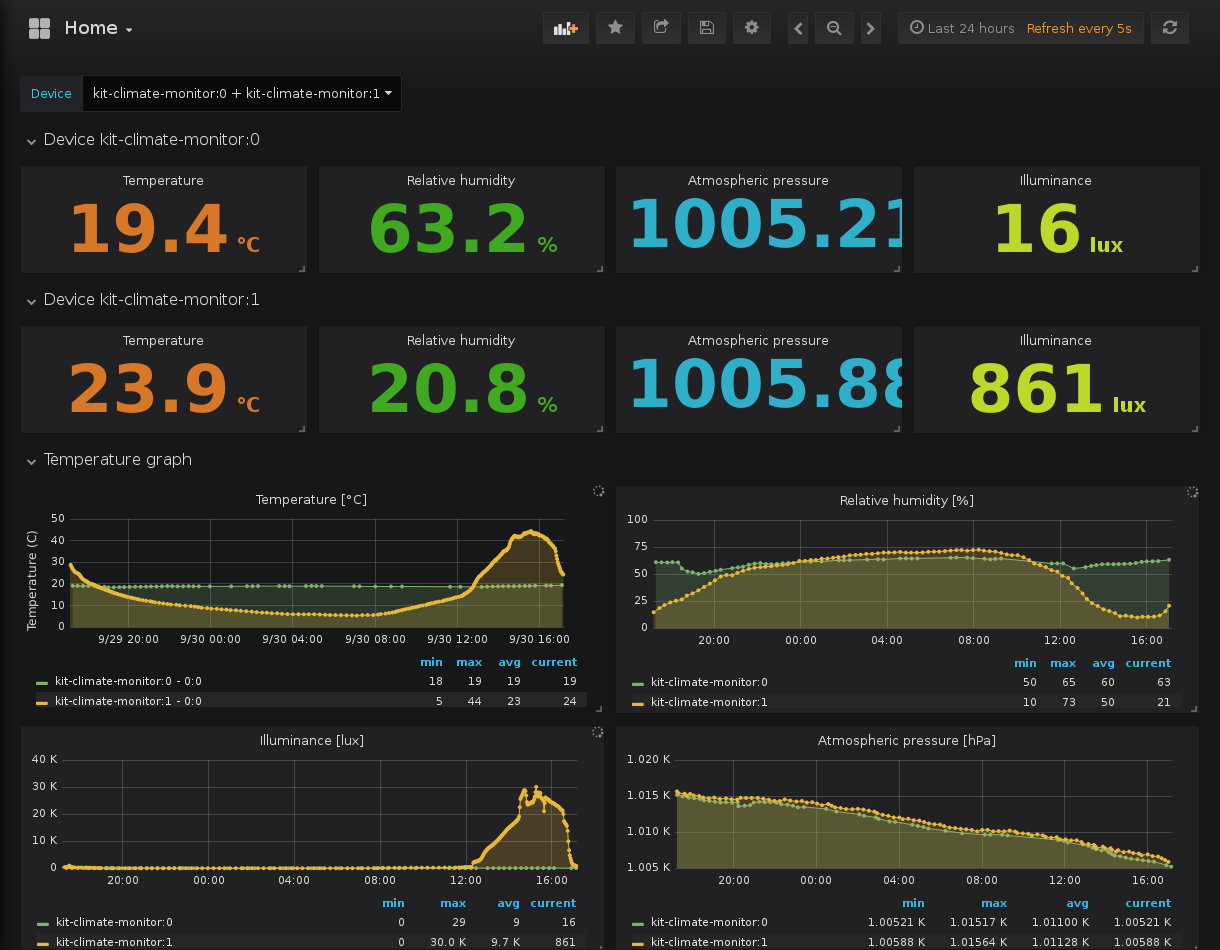 Home
Last 24 hours Refresh every 5s
Device kit-climate-monitor:0 + kit-climate-monitor:1
Device kit-climate-monitor:0
Temperature Relative humidity Atmospheric pressure Illuminance
19.4 °C 63.2 % 1005.21 16 lux
Device kit-climate-monitor:1
Temperature Relative humidity Atmospheric pressure Illuminance
23.9 °C 20.8 % 1005.88 861 lux
Temperature graph
Temperature [°C]
Temperature (C)
50
40
30
20
10
0
9/29 20:00 9/30 00:00 9/30 04:00 9/30 08:00 9/30 12:00 9/30 16:00
min max avg current
kit-climate-monitor:0 - 0:0 18 19 19 19
kit-climate-monitor:1 - 0:0 5 44 23 24
Relative humidity [%]
100
75
50
25
0
20:00 00:00 04:00 08:00 12:00 16:00
min max avg current
kit-climate-monitor:0 50 65 60 63
kit-climate-monitor:1 10 73 50 21
Illuminance [lux]
40 K
30 K
20 K
10 K
0
20:00 00:00 04:00 08:00 12:00 16:00
min max avg current
kit-climate-monitor:0 0 29 9 16
kit-climate-monitor:1 0 30.0 K 9.7 K 861
Atmospheric pressure [hPa]
1.020 K
1.015 K
1.010 K
1.005 K
20:00 00:00 04:00 08:00 12:00 16:00
min max avg current
kit-climate-monitor:0 1.00521 K 1.01517 K 1.01100 K 1.00521 K
kit-climate-monitor:1 1.00588 K 1.01564 K 1.01128 K 1.00588 K